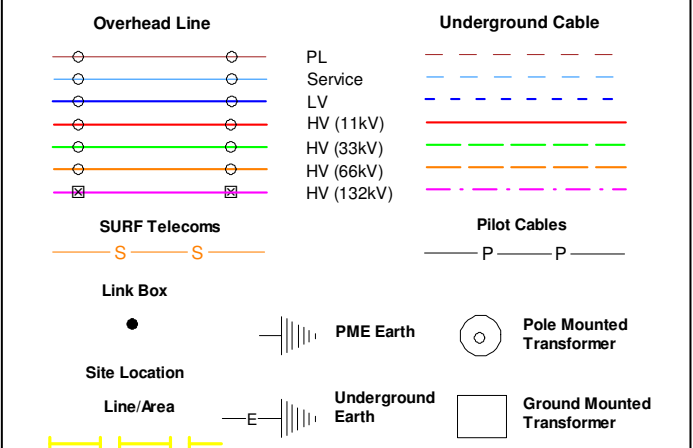 Overhead Line
Underground Cable
PL
Service
LV
HV (11kV)
HV (33kV)
HV (66kV)
HV (132kV)
SURF Telecoms
Pilot Cables
S S
P P
Link Box
PME Earth
Pole Mounted
Transformer
Site Location
Line/Area
E
Underground
Earth
Ground Mounted
Transformer